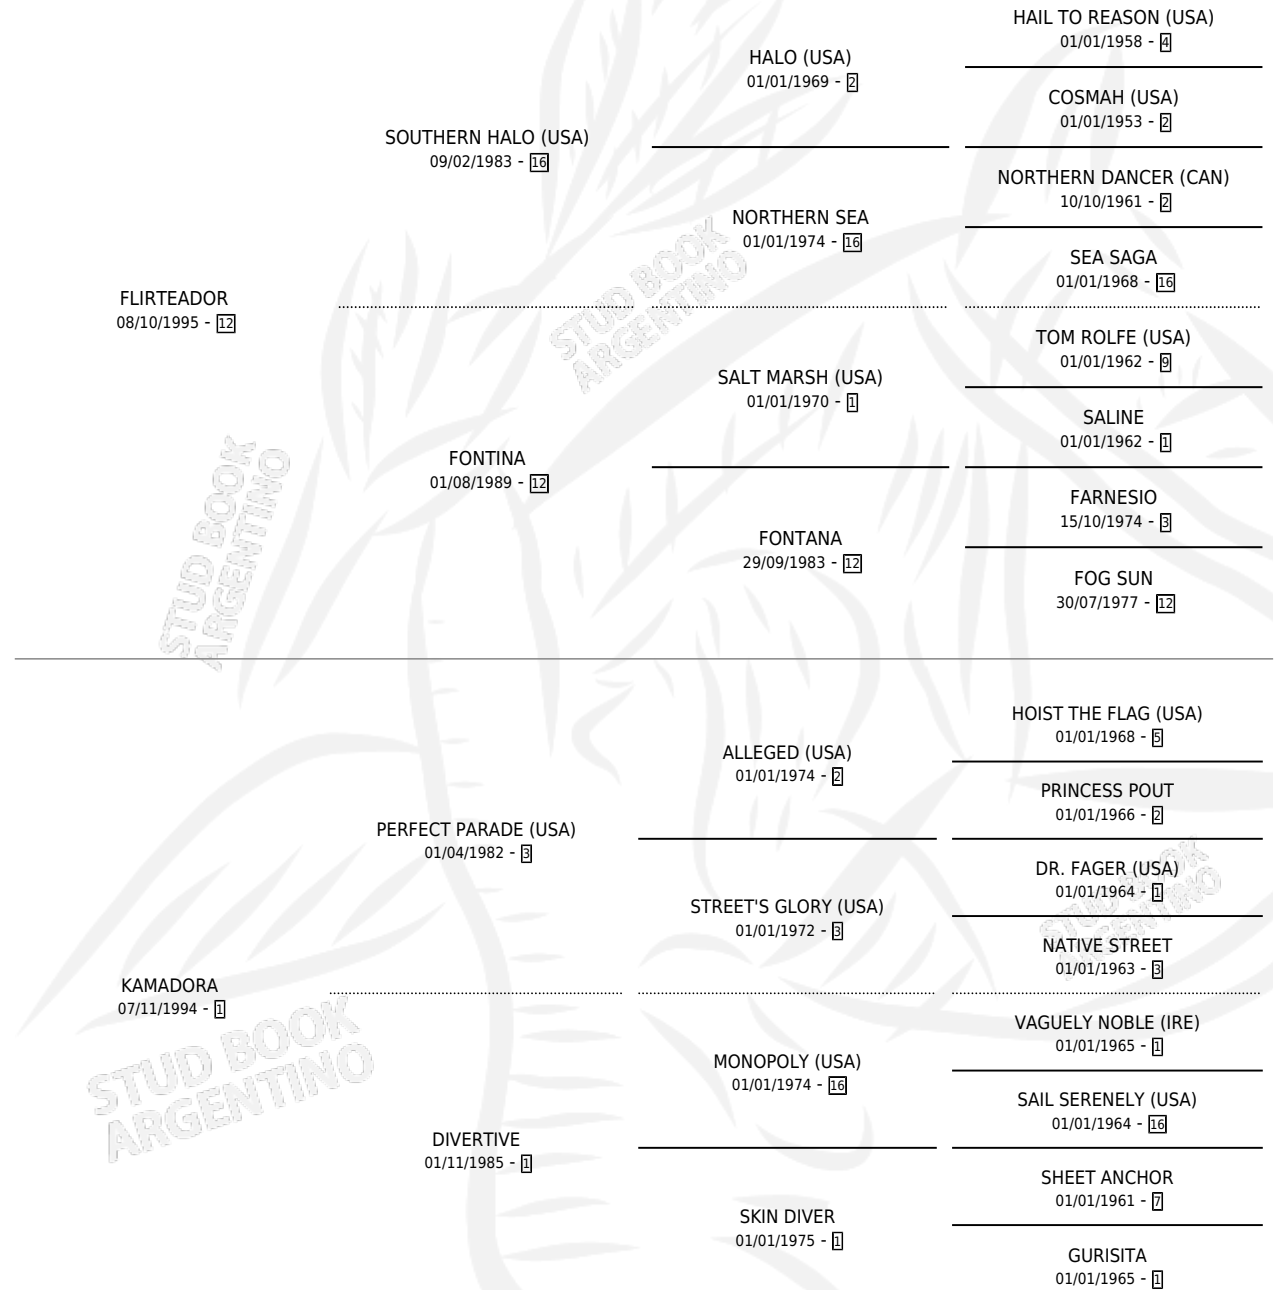 HAIL TO REASON (USA)
01/01/1958 - 4
HALO (USA)
01/01/1969 - 2
COSMAH (USA)
01/01/1953 - 2
SOUTHERN HALO (USA)
09/02/1983 - 16
NORTHERN DANCER (CAN)
10/10/1961 - 2
NORTHERN SEA
01/01/1974 - 16
SEA SAGA
01/01/1968 - 16
FLIRTEADOR
08/10/1995 - 12
TOM ROLFE (USA)
01/01/1962 - 9
SALT MARSH (USA)
01/01/1970 - 1
SALINE
01/01/1962 - 1
FONTINA
01/08/1989 - 12
FARNESIO
15/10/1974 - 3
FONTANA
29/09/1983 - 12
FOG SUN
30/07/1977 - 12
HOIST THE FLAG (USA)
01/01/1968 - 5
ALLEGED (USA)
01/01/1974 - 2
PRINCESS POUT
01/01/1966 - 2
PERFECT PARADE (USA)
01/04/1982 - 3
DR. FAGER (USA)
01/01/1964 - 1
STREET'S GLORY (USA)
01/01/1972 - 3
NATIVE STREET
01/01/1963 - 3
KAMADORA
07/11/1994 - 1
VAGUELY NOBLE (IRE)
01/01/1965 - 1
MONOPOLY (USA)
01/01/1974 - 16
SAIL SERENELY (USA)
01/01/1964 - 16
DIVERTIVE
01/11/1985 - 1
SHEET ANCHOR
01/01/1961 - 7
SKIN DIVER
01/01/1975 - 1
GURISITA
01/01/1965 - 1
STUD BOOK
ARGENTINO
STUD BOOK
ARGENTINO
STUD BOOK
ARGENTINO
STUD BOOK
ARGENTINO